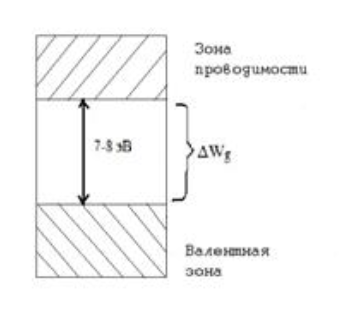 Зона
проводимости
7-8 эВ
ΔWg
Валентная
зона